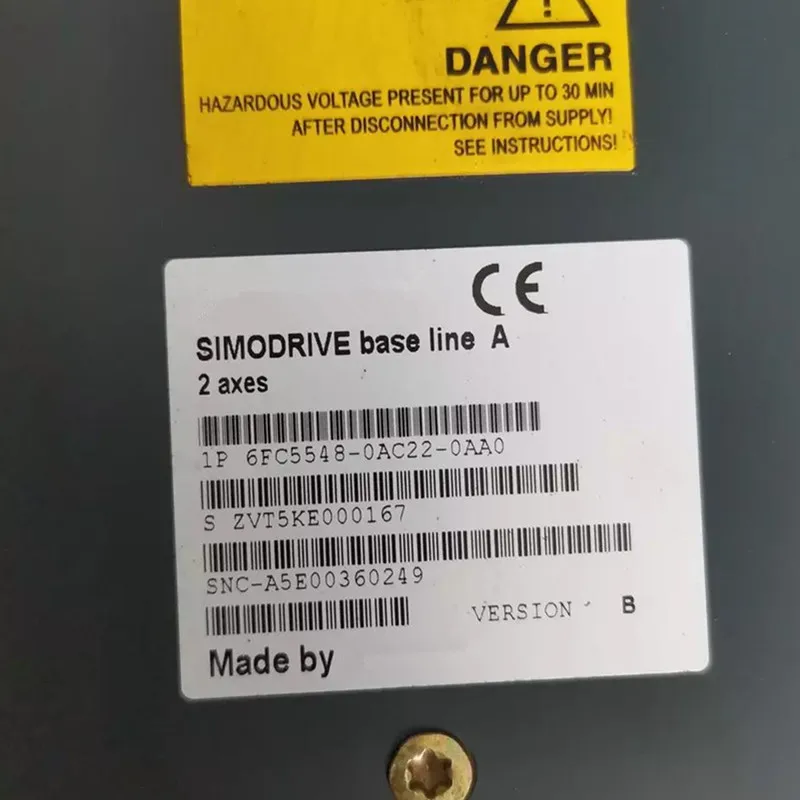 DANGER
HAZARDOUS VOLTAGE PRESENT FOR UP TO 30 MIN
AFTER DISCONNECTION FROM SUPPLY!
SEE INSTRUCTIONS!
CE
SIMODRIVE base line A
2 axes
1P 6FC5548-0AC22-0AA0
S ZVT5KE000167
SNC-A5E00360249
VERSION B
Made by